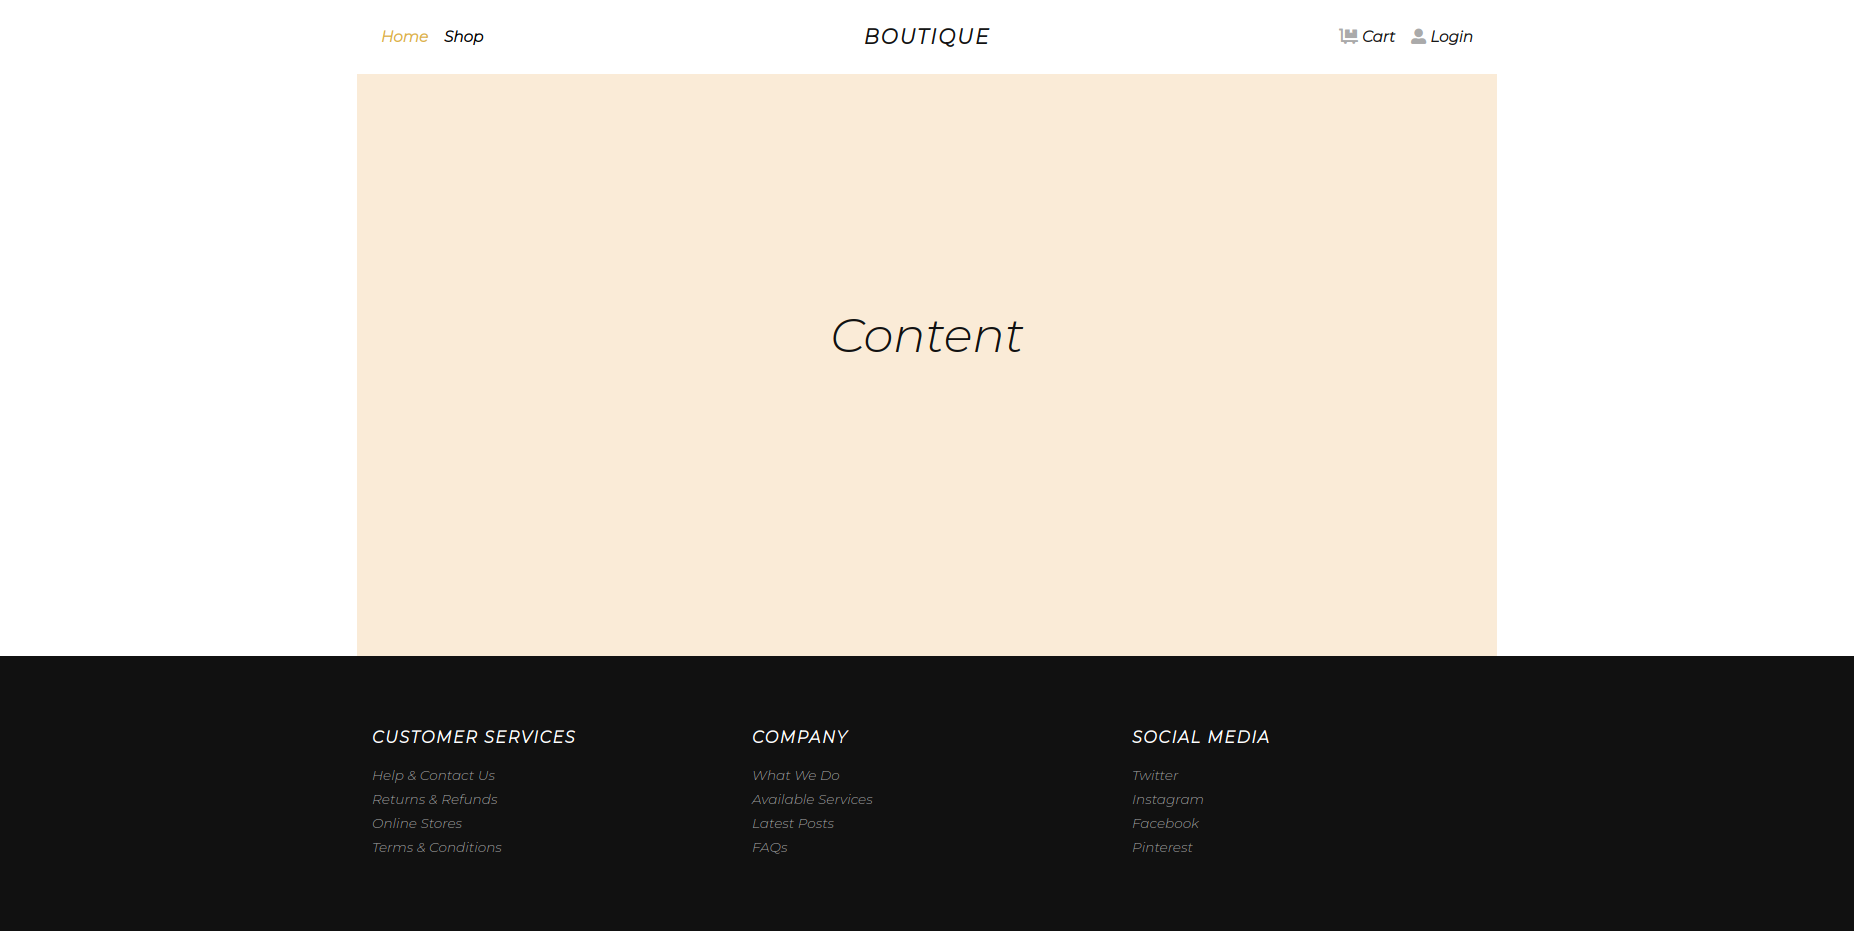 Home Shop BOUTIQUE Cart Login
Content
CUSTOMER SERVICES
Help & Contact Us
Returns & Refunds
Online Stores
Terms & Conditions
COMPANY
What We Do
Available Services
Latest Posts
FAQs
SOCIAL MEDIA
Twitter
Instagram
Facebook
Pinterest